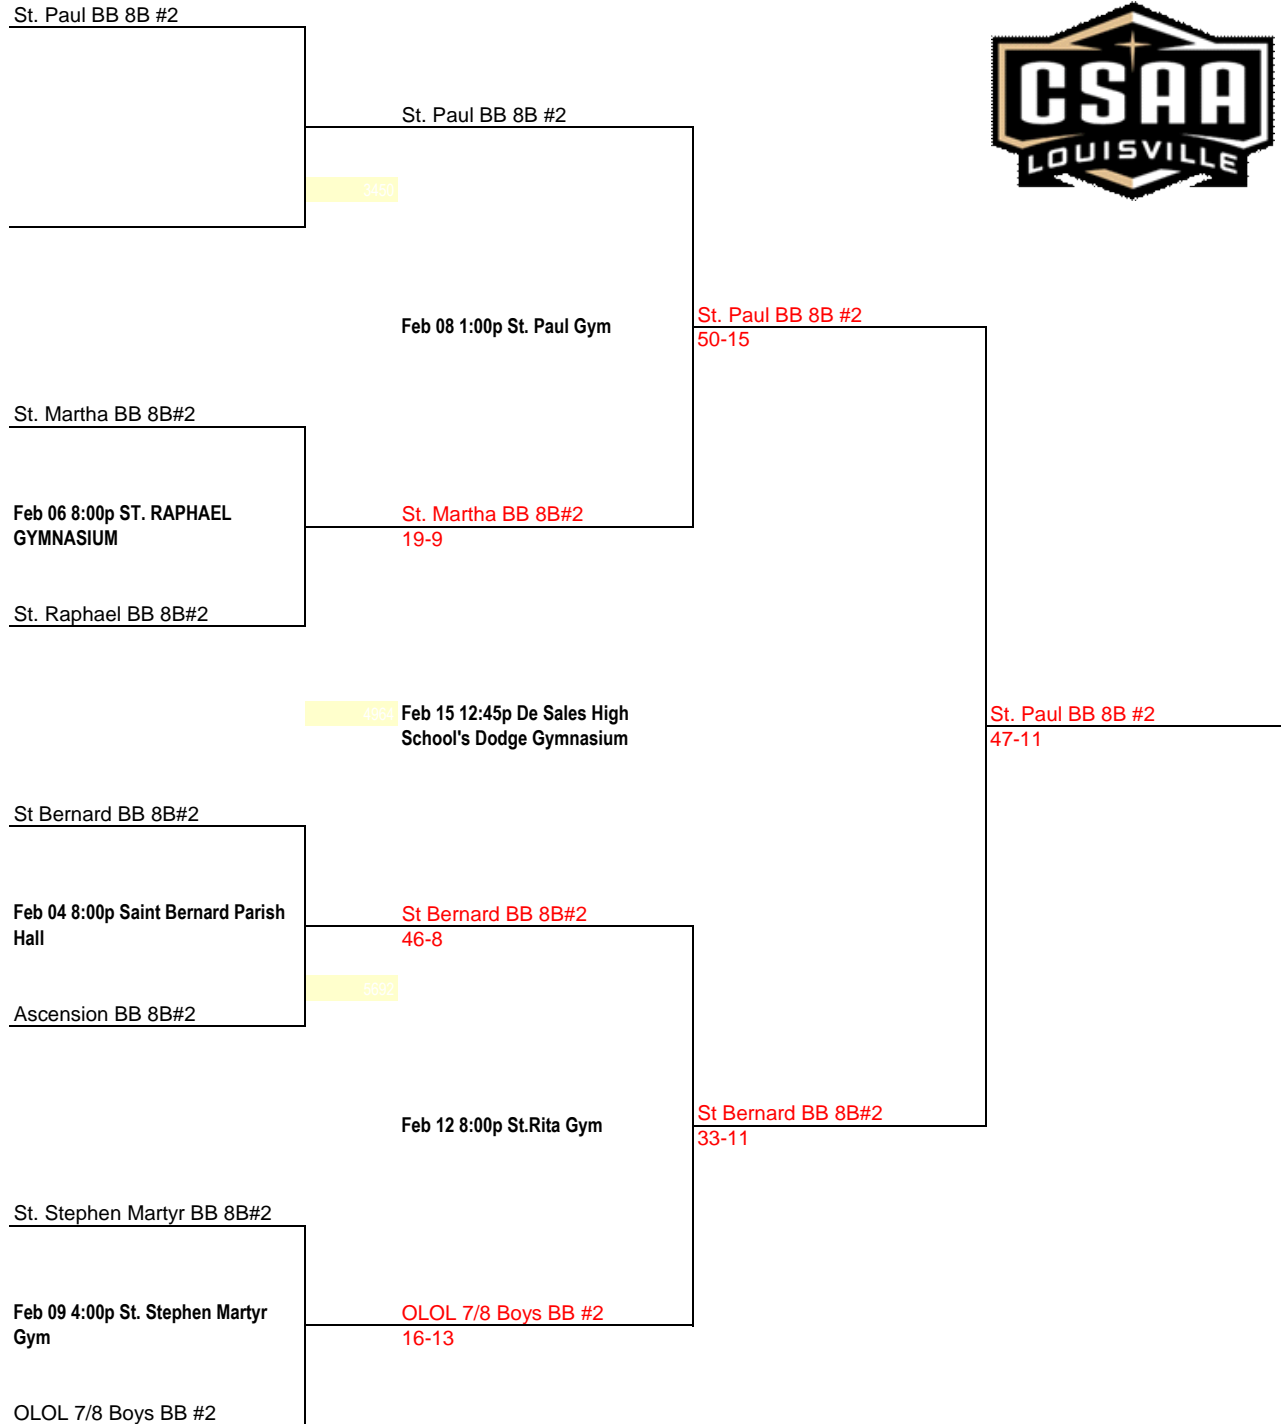 St. Paul BB 8B #2
CSAA
LOUISVILLE
St. Paul BB 8B #2
Feb 08 1:00p St. Paul Gym
St. Paul BB 8B #2
50-15
St. Martha BB 8B#2
Feb 06 8:00p ST. RAPHAEL
GYMNASIUM
St. Martha BB 8B#2
19-9
St. Raphael BB 8B#2
Feb 15 12:45p De Sales High
School's Dodge Gymnasium
St. Paul BB 8B #2
47-11
St Bernard BB 8B#2
Feb 04 8:00p Saint Bernard Parish
Hall
St Bernard BB 8B#2
46-8
Ascension BB 8B#2
Feb 12 8:00p St.Rita Gym
St Bernard BB 8B#2
33-11
St. Stephen Martyr BB 8B#2
Feb 09 4:00p St. Stephen Martyr
Gym
OLOL 7/8 Boys BB #2
16-13
OLOL 7/8 Boys BB #2